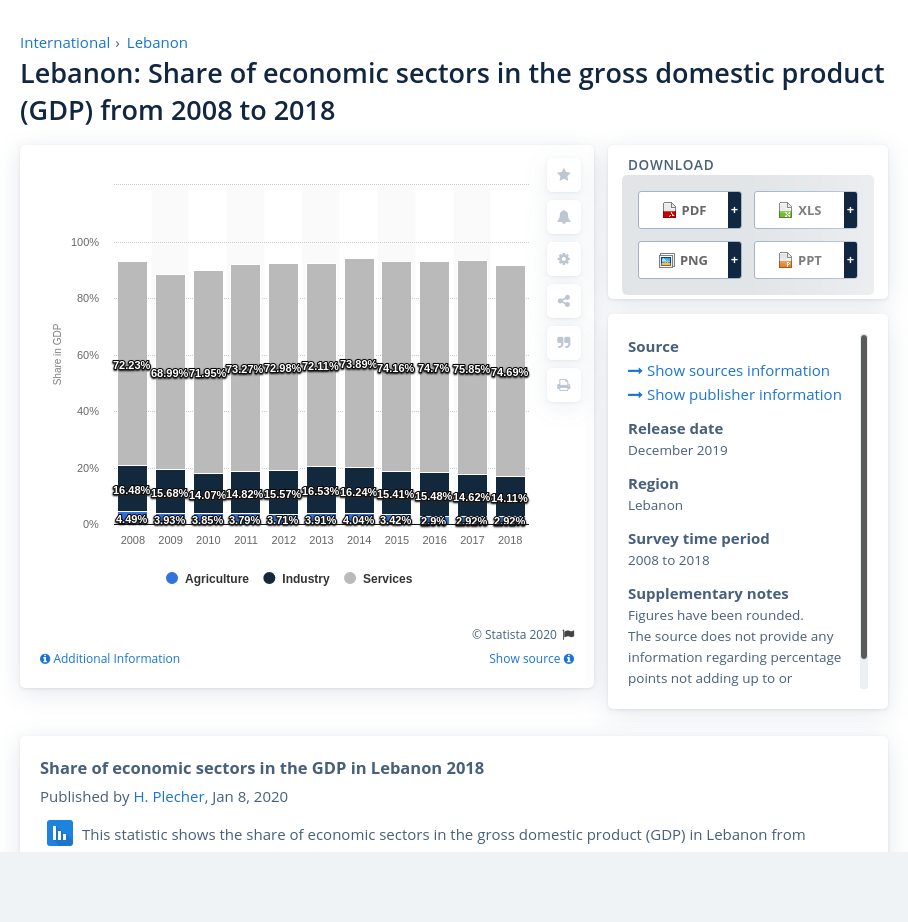 International › Lebanon
Lebanon: Share of economic sectors in the gross domestic product
(GDP) from 2008 to 2018
DOWNLOAD
PDF +
XLS +
PNG +
PPT +
Share in GDP
100%
80%
60%
40%
20%
0%
72.23% 68.99% 71.95% 73.27% 72.98% 72.11% 73.89% 74.16% 74.7% 75.85% 74.69%
16.48% 15.68% 14.07% 14.82% 15.57% 16.53% 16.24% 15.41% 15.48% 14.62% 14.11%
4.49% 3.93% 3.85% 3.79% 3.71% 3.91% 4.04% 3.42% 2.9% 2.92% 2.92%
2008 2009 2010 2011 2012 2013 2014 2015 2016 2017 2018
Agriculture Industry Services
© Statista 2020
Additional Information
Show source
Source
Show sources information
Show publisher information
Release date
December 2019
Region
Lebanon
Survey time period
2008 to 2018
Supplementary notes
Figures have been rounded.
The source does not provide any
information regarding percentage
points not adding up to or
Share of economic sectors in the GDP in Lebanon 2018
Published by H. Plecher, Jan 8, 2020
This statistic shows the share of economic sectors in the gross domestic product (GDP) in Lebanon from